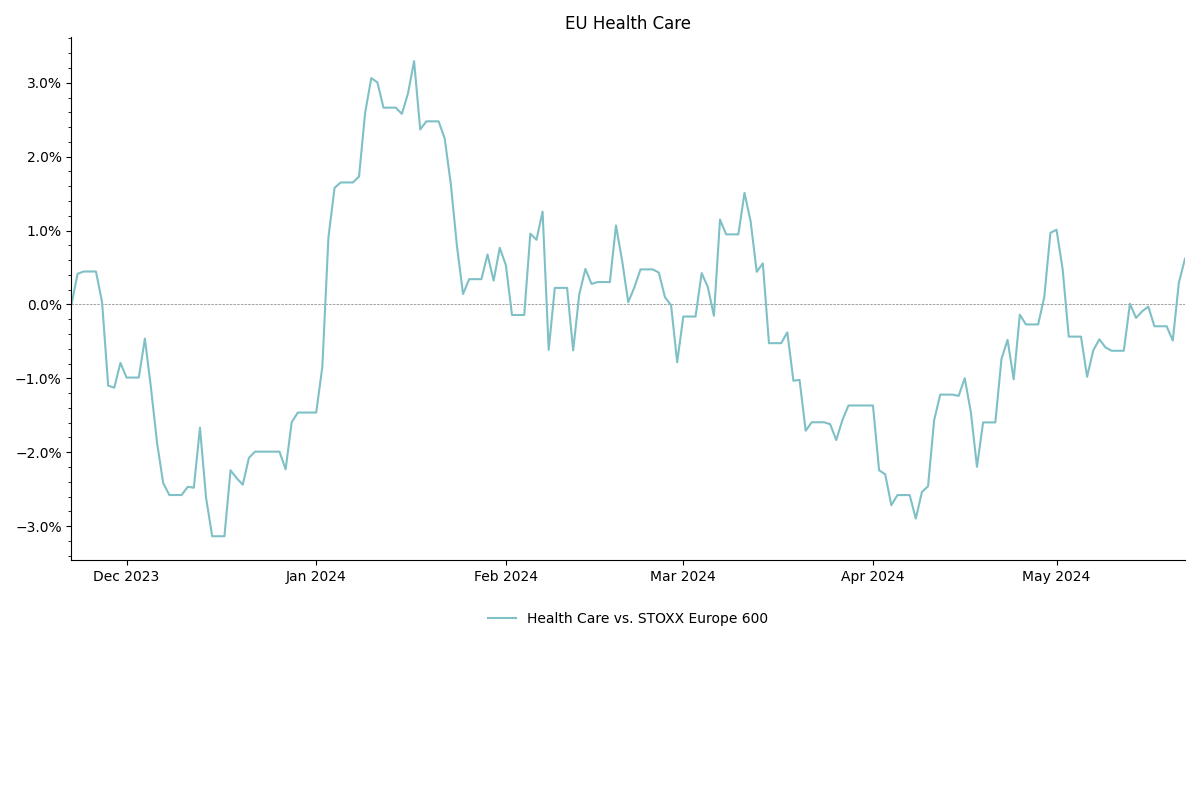 EU Health Care
3.0%
2.0%
1.0%
0.0%
−1.0%
−2.0%
−3.0%
Dec 2023
Jan 2024
Feb 2024
Mar 2024
Apr 2024
May 2024
Health Care vs. STOXX Europe 600